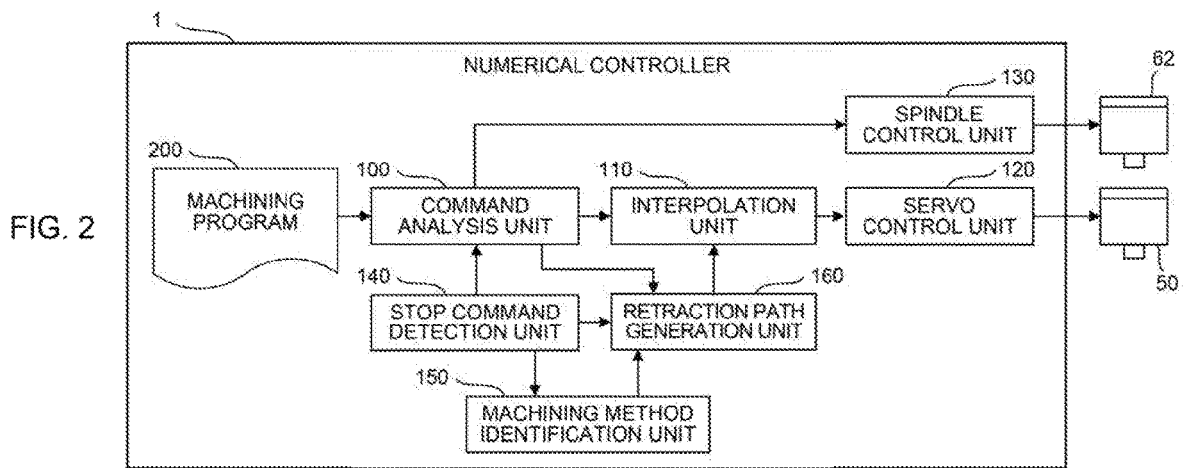 1
NUMERICAL CONTROLLER
62
130
SPINDLE
CONTROL UNIT
200
MACHINING
PROGRAM
100
COMMAND
ANALYSIS UNIT
110
INTERPOLATION
UNIT
120
SERVO
CONTROL UNIT
FIG. 2
50
140
STOP COMMAND
DETECTION UNIT
160
RETRACTION PATH
GENERATION UNIT
150
MACHINING METHOD
IDENTIFICATION UNIT